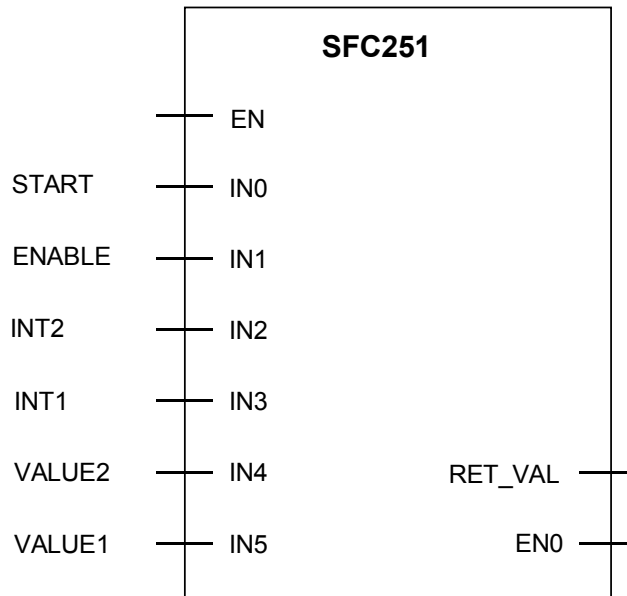 SFC251
EN
START IN0
ENABLE IN1
INT2 IN2
INT1 IN3
VALUE2 IN4 RET_VAL
VALUE1 IN5 EN0